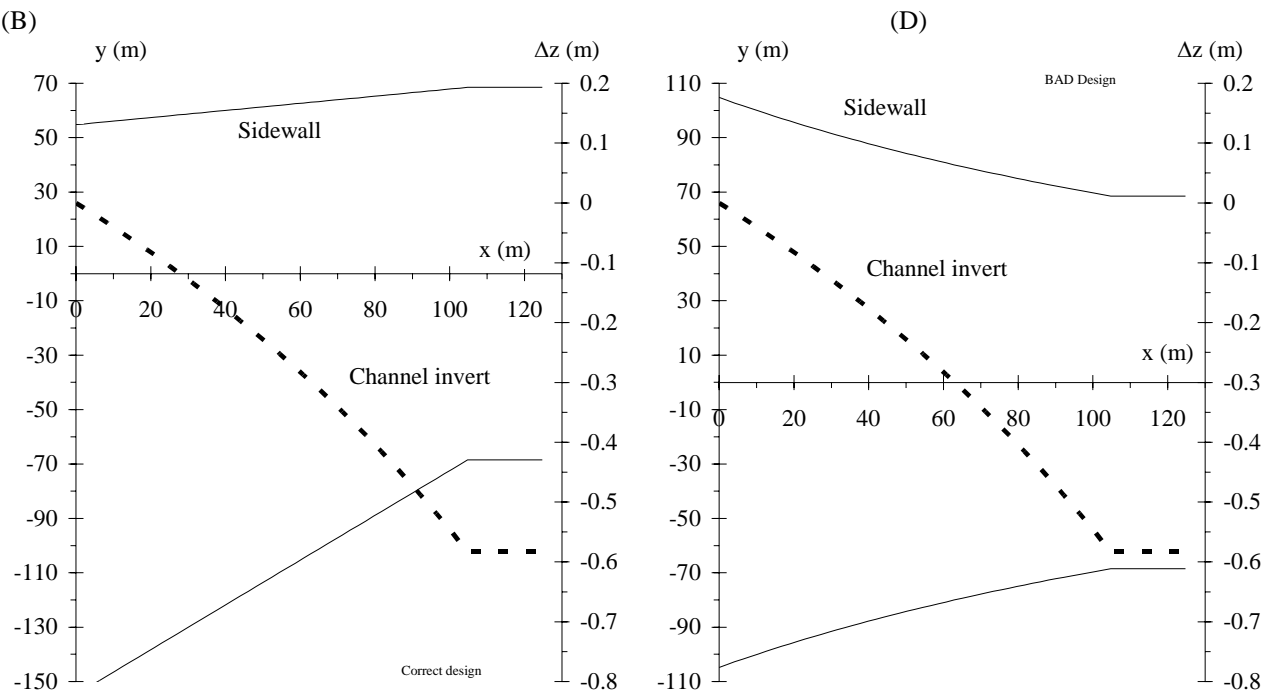 (B)
y (m)
Δz (m)
70
50
30
10
-10
-30
-50
-70
-90
-110
-130
-150
0.2
0.1
0
-0.1
-0.2
-0.3
-0.4
-0.5
-0.6
-0.7
-0.8
Sidewall
x (m)
0 20 40 60 80 100 120
Channel invert
Correct design
(D)
y (m)
Δz (m)
110
90
70
50
30
10
-10
-30
-50
-70
-90
-110
0.2
0.1
0
-0.1
-0.2
-0.3
-0.4
-0.5
-0.6
-0.7
-0.8
BAD Design
Sidewall
Channel invert
x (m)
0 20 40 60 80 100 120